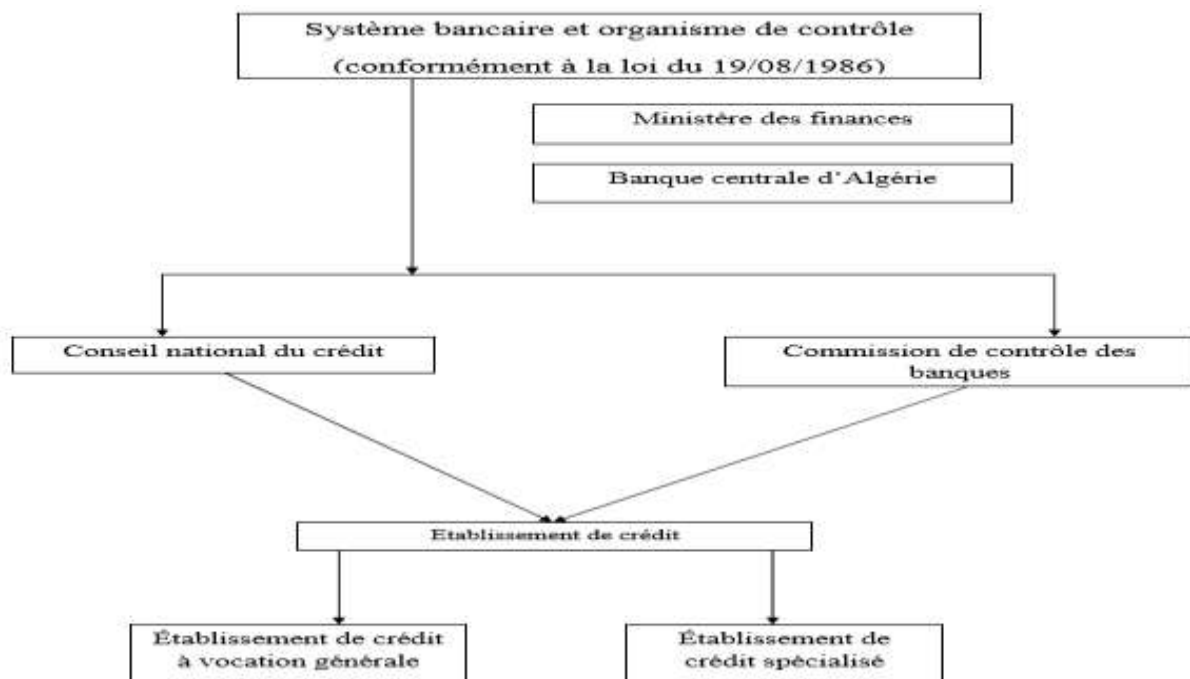 Système bancaire et organisme de contrôle
(conformément à la loi du 19/08/1986)
Ministère des finances
Banque centrale d'Algérie
Conseil national du crédit
Commission de contrôle des
banques
Etablissement de crédit
Établissement de crédit
à vocation générale
Établissement de
crédit spécialisé